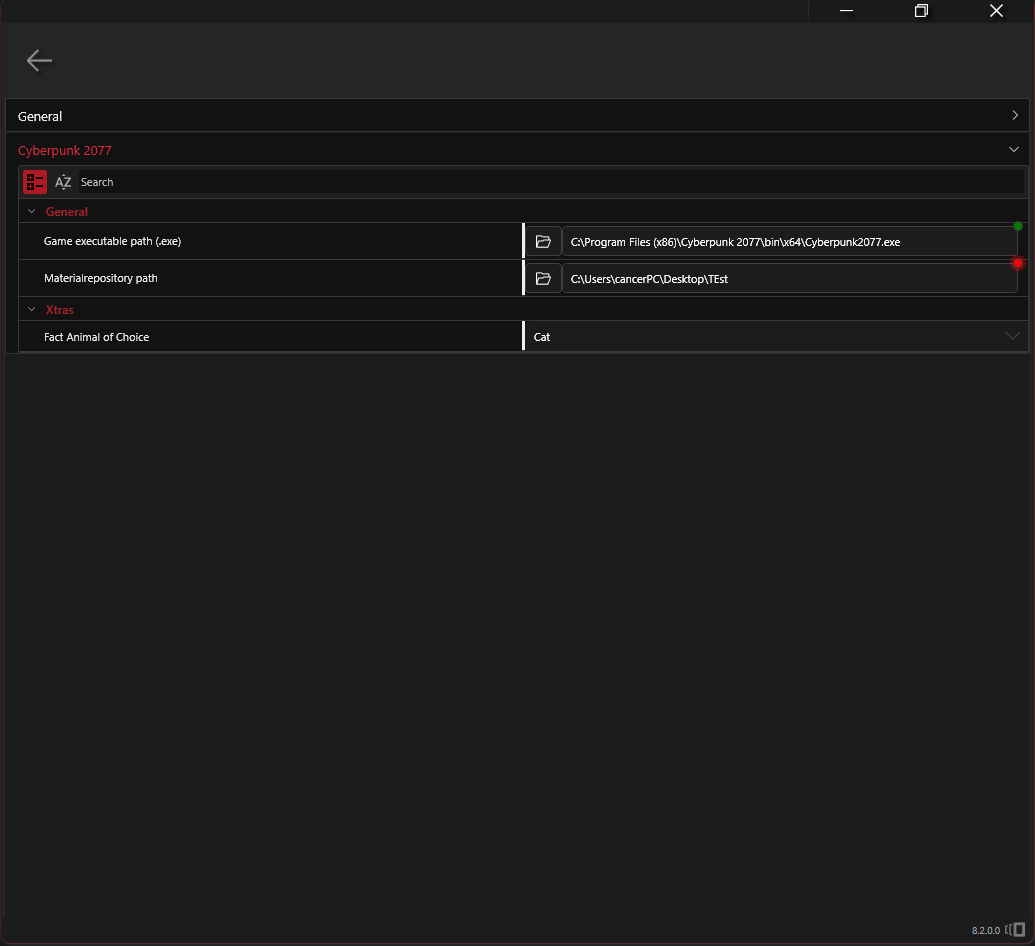 General
Cyberpunk 2077
AZ Search
General
Game executable path (.exe) C:\Program Files (x86)\Cyberpunk 2077\bin\x64\Cyberpunk2077.exe
Materialrepository path C:\Users\cancerPC\Desktop\TEst
Xtras
Fact Animal of Choice Cat
8.2.0.0